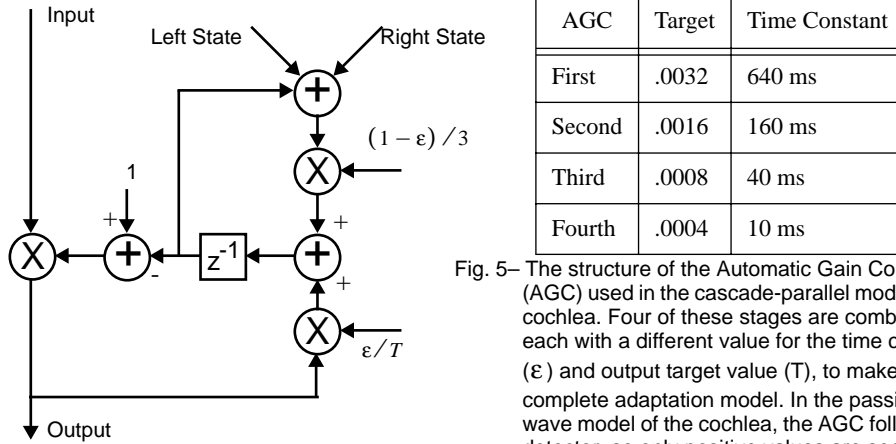 Input
Left State
Right State
+
(1 − ε) /3
X
1
+
+
X
+
-
z-1
+
+
X
ε/T
Output
AGC Target Time Constant
First .0032 640 ms
Second .0016 160 ms
Third .0008 40 ms
Fourth .0004 10 ms
Fig. 5– The structure of the Automatic Gain Co
(AGC) used in the cascade-parallel mod
cochlea. Four of these stages are comb
each with a different value for the time c
(ε) and output target value (T), to make
complete adaptation model. In the passi
wave model of the cochlea, the AGC foll